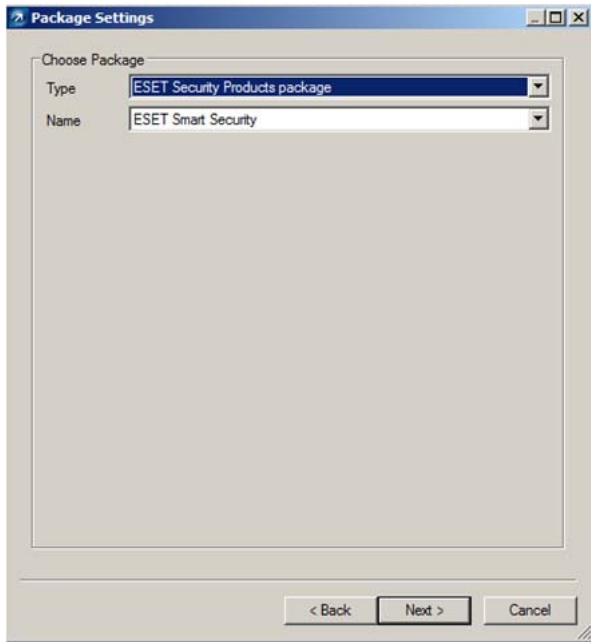 Package Settings
Choose Package
Type ESET Security Products package
Name ESET Smart Security
< Back Next > Cancel